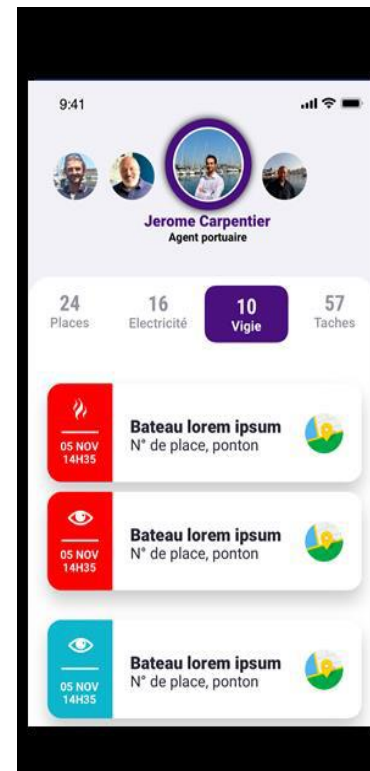 9:41
Jerome Carpentier
Agent portuaire
24 16 10 57
Places Electricité Vigie Taches
05 NOV
14H35
Bateau lorem ipsum
N° de place, ponton
05 NOV
14H35
Bateau lorem ipsum
N° de place, ponton
05 NOV
14H35
Bateau lorem ipsum
N° de place, ponton